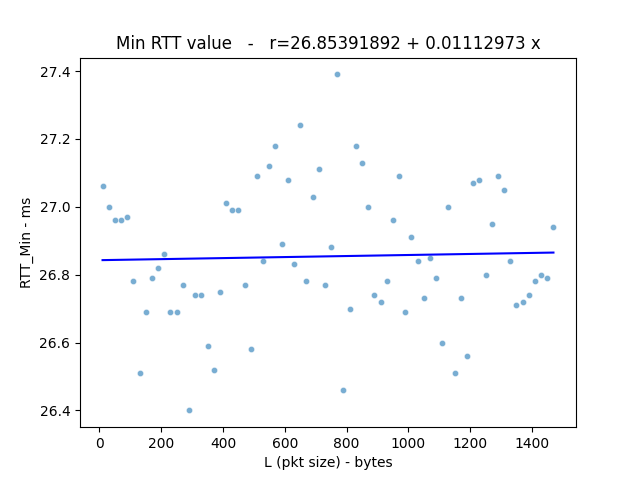 Min RTT value - r=26.85391892 + 0.01112973 x
27.4
27.2
27.0
26.8
26.6
26.4
RTT_Min - ms
0 200 400 600 800 1000 1200 1400
L (pkt size) - bytes